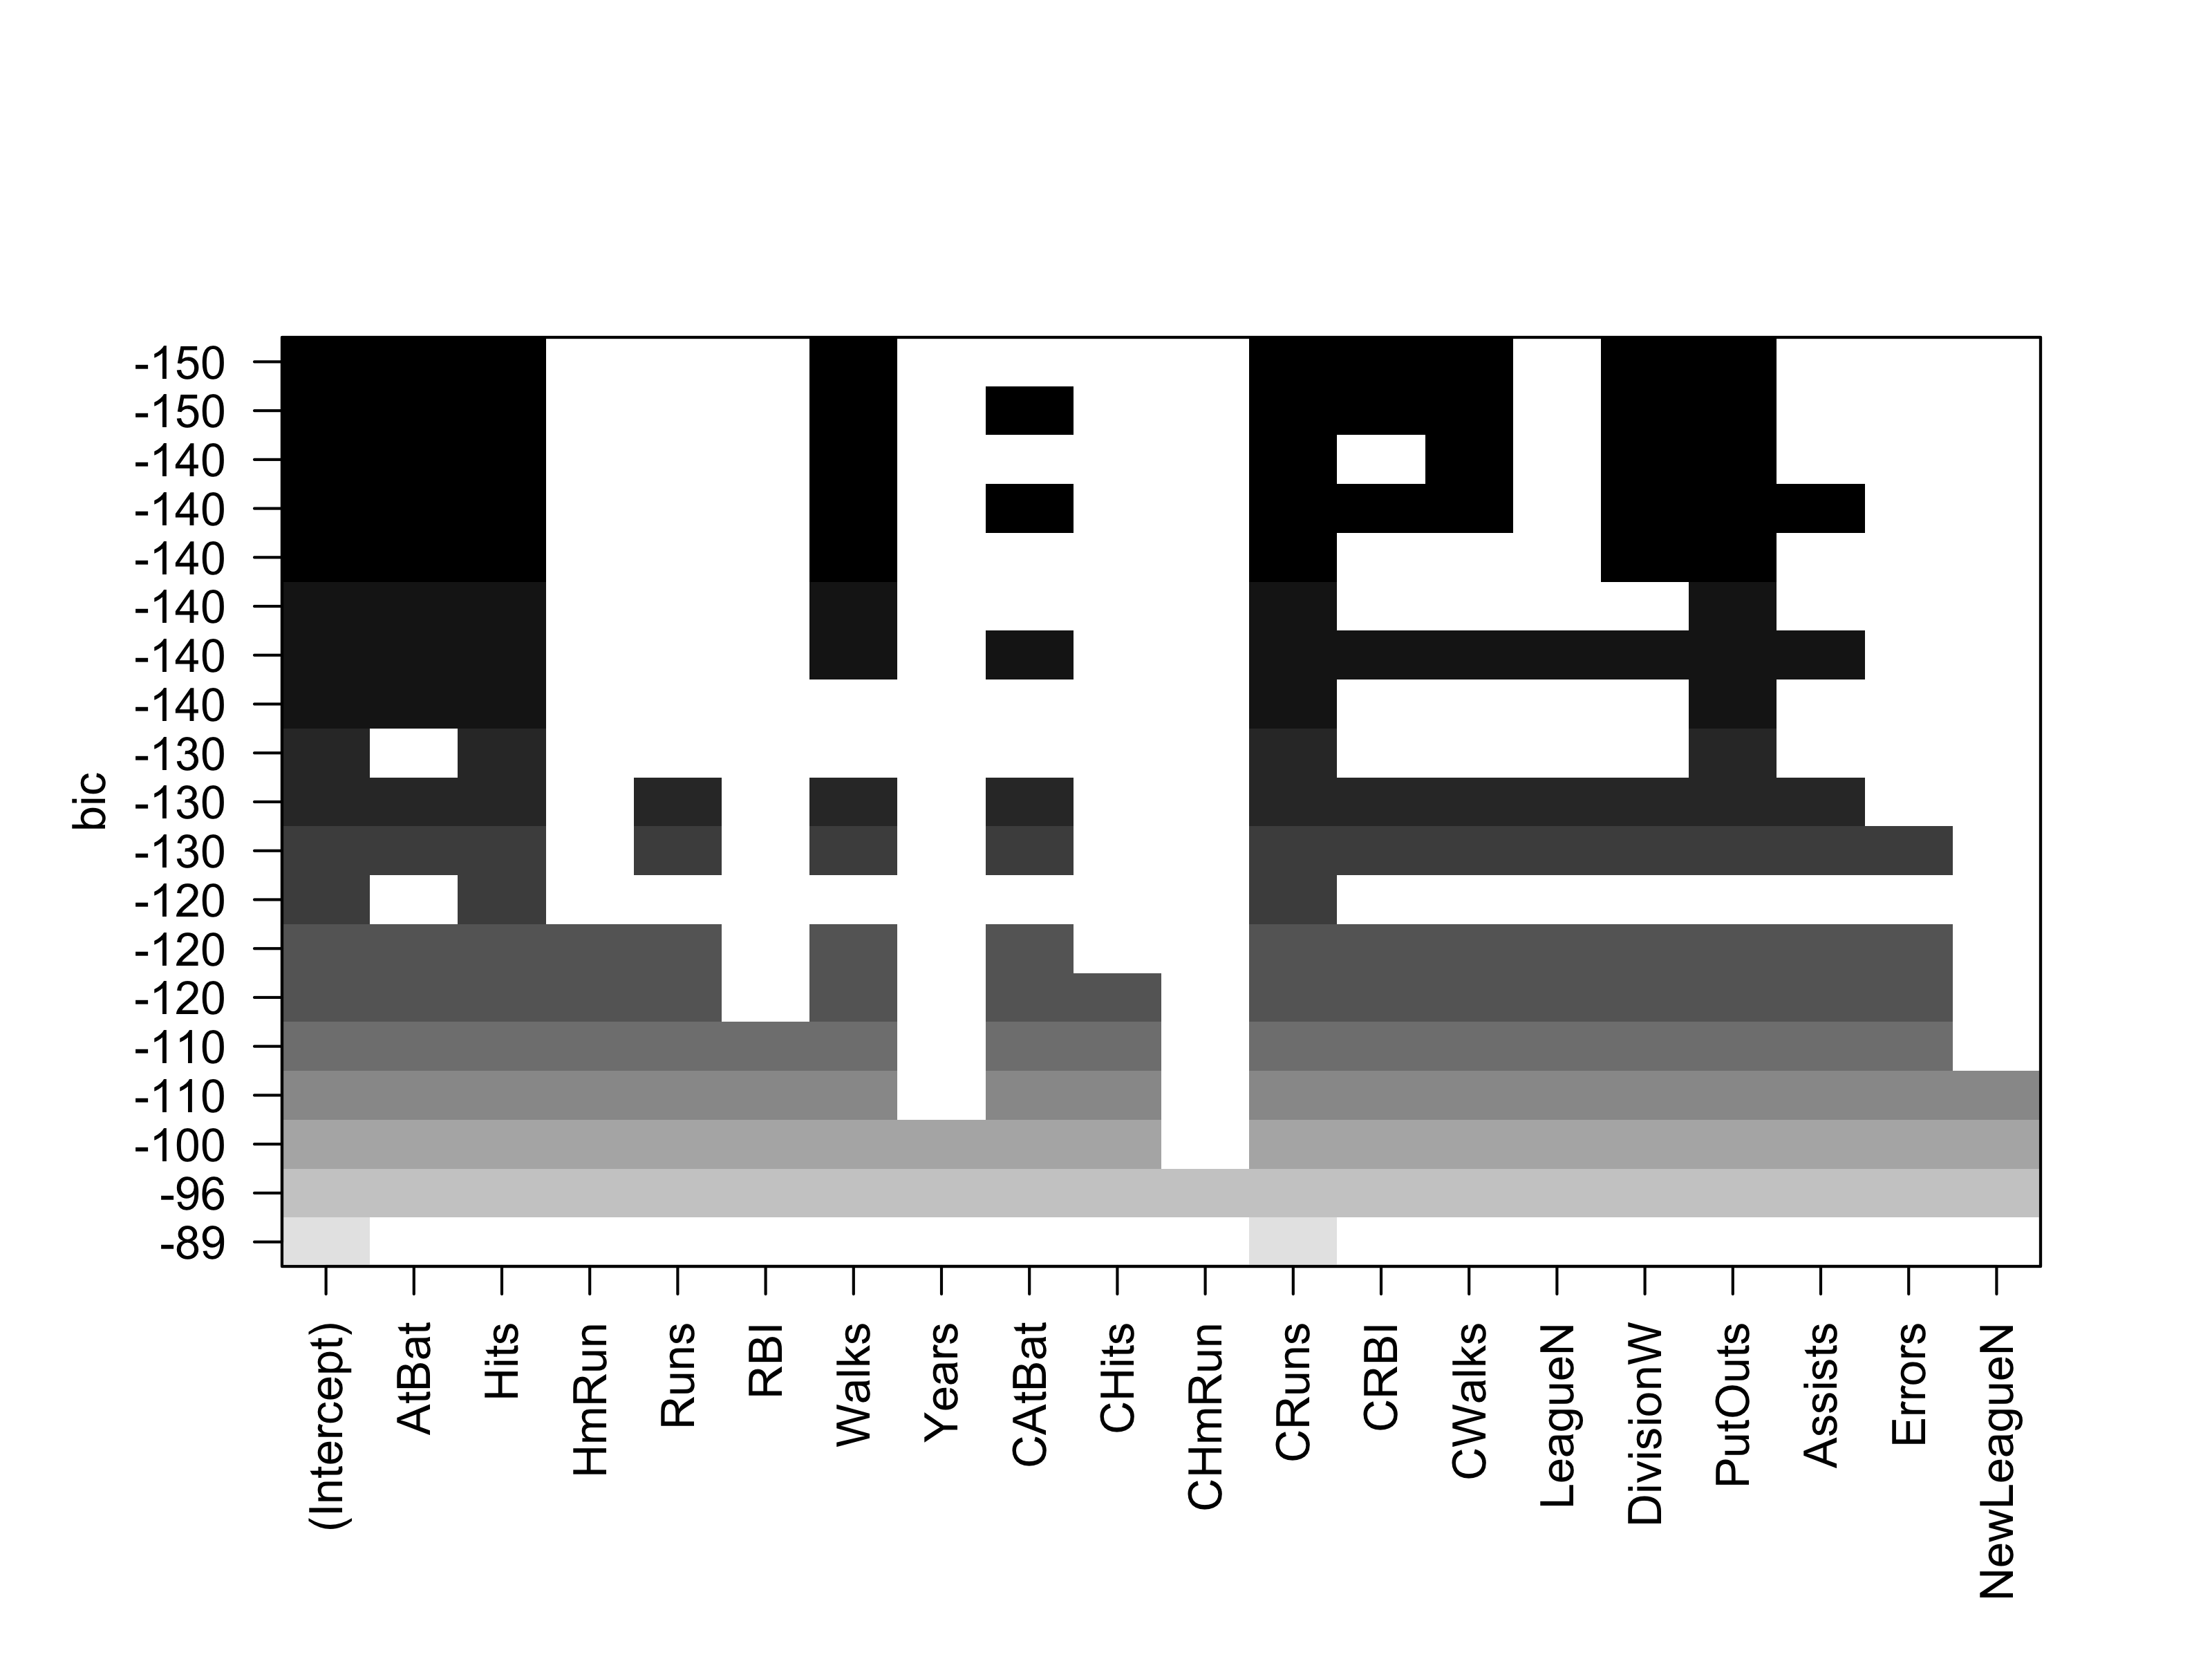 -150
-150
-140
-140
-140
-140
-140
-140
-130
-130
-130
-120
-120
-120
-110
-110
-100
-96
-89
bic
(Intercept)
AtBat
Hits
HmRun
Runs
RBI
Walks
Years
CAtBat
CHits
CHmRun
CRuns
CRBI
CWalks
LeagueN
DivisionW
PutOuts
Assists
Errors
NewLeagueN